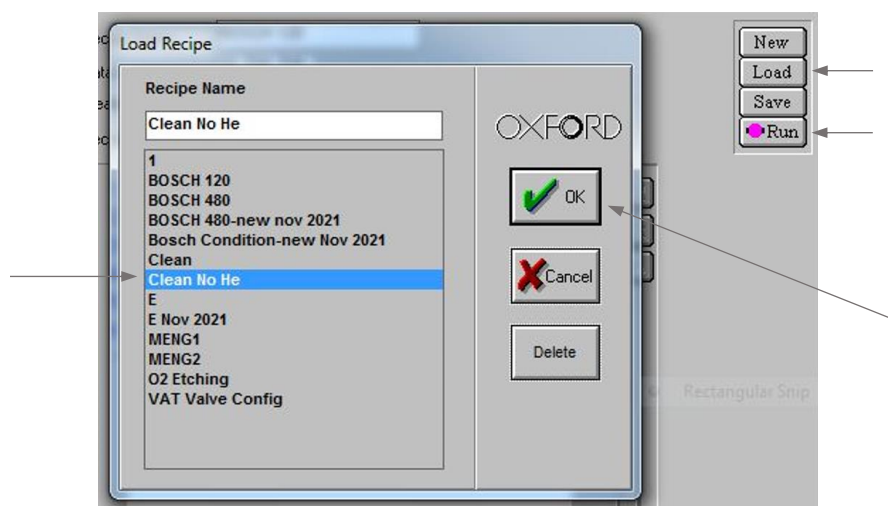 Load Recipe
Recipe Name
Clean No He
1
BOSCH 120
BOSCH 480
BOSCH 480-new nov 2021
Bosch Condition-new Nov 2021
Clean
Clean No He
E
E Nov 2021
MENG1
MENG2
O2 Etching
VAT Valve Config
OXFORD
OK
Cancel
Delete
New
Load
Save
Run
Rectangular Snip